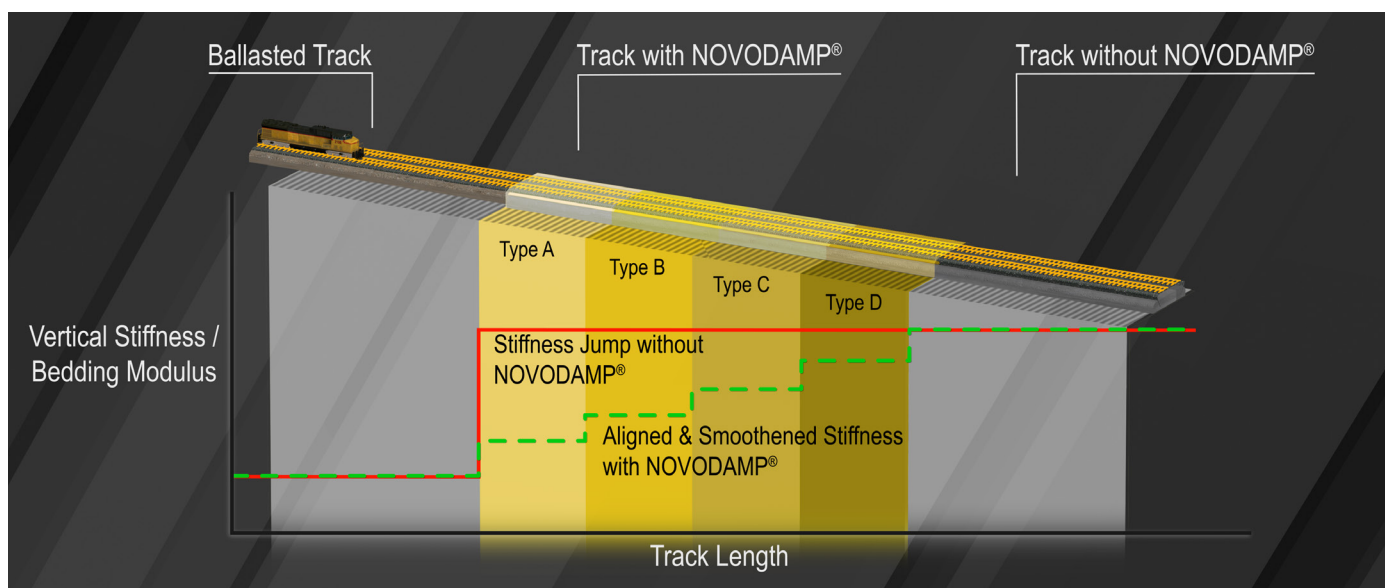 Ballasted Track
Track with NOVODAMP®
Track without NOVODAMP®
Type A
Type B
Type C
Type D
Vertical Stiffness /
Bedding Modulus
Stiffness Jump without
NOVODAMP®
Aligned & Smoothened Stiffness
with NOVODAMP®
Track Length